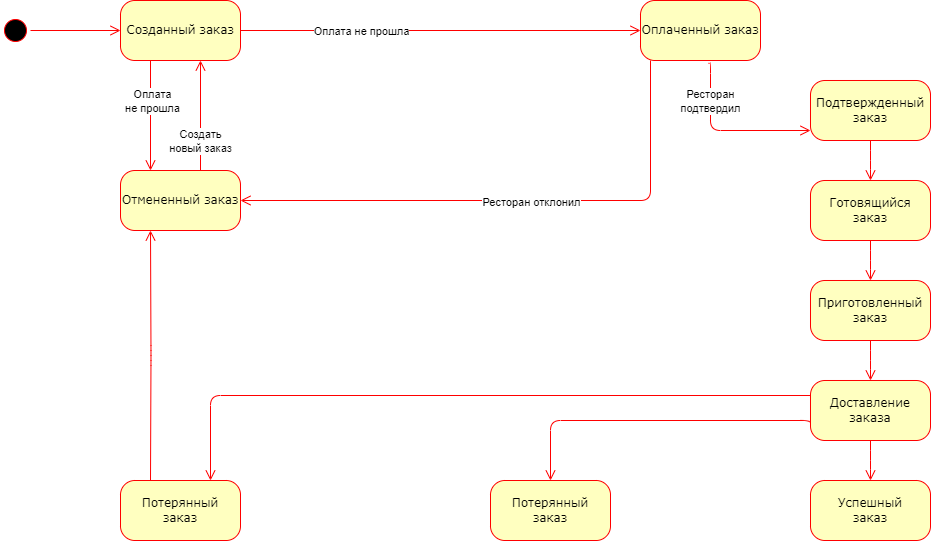 Созданный заказ
Оплата не прошла
Оплаченный заказ
Оплата
не прошла
Ресторан
подтвердил
Подтвержденный
заказ
Создать
новый заказ
Отмененный заказ
Ресторан отклонил
Готовящийся
заказ
Приготовленный
заказ
Доставление
заказа
Потерянный
заказ
Потерянный
заказ
Успешный
заказ